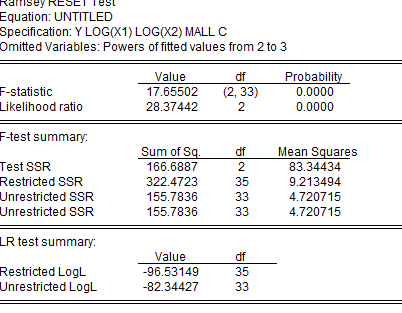 Ramsey RESET Test
Equation: UNTITLED
Specification: Y LOG(X1) LOG(X2) MALL C
Omitted Variables: Powers of fitted values from 2 to 3
Value df Probability
F-statistic 17.65502 (2, 33) 0.0000
Likelihood ratio 28.37442 2 0.0000
F-test summary:
Sum of Sq. df Mean Squares
Test SSR 166.6887 2 83.34434
Restricted SSR 322.4723 35 9.213494
Unrestricted SSR 155.7836 33 4.720715
Unrestricted SSR 155.7836 33 4.720715
LR test summary:
Value df
Restricted LogL -96.53149 35
Unrestricted LogL -82.34427 33